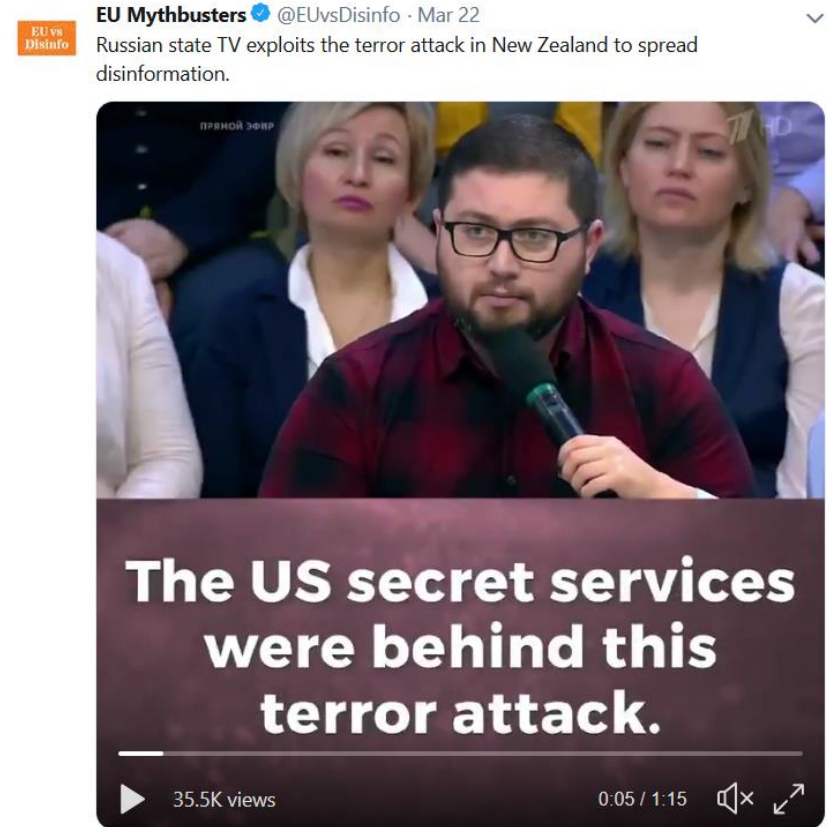 EU Mythbusters @EUvsDisinfo · Mar 22
EU vs
Disinfo
Russian state TV exploits the terror attack in New Zealand to spread
disinformation.
ПРЯМОЙ ЭФИР
HD
The US secret services
were behind this
terror attack.
35.5K views
0:05 / 1:15